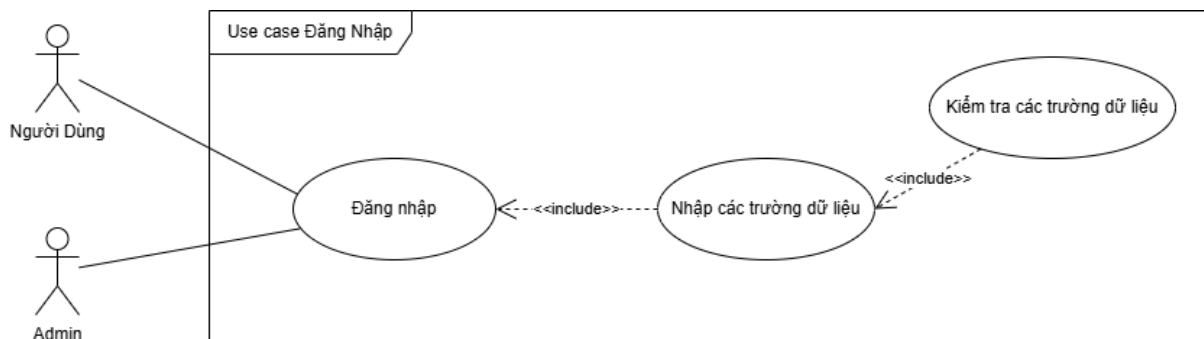 Use case Đăng Nhập
Người Dùng
Kiểm tra các trường dữ liệu
<<include>>
Đăng nhập
<<include>>
Nhập các trường dữ liệu
Admin